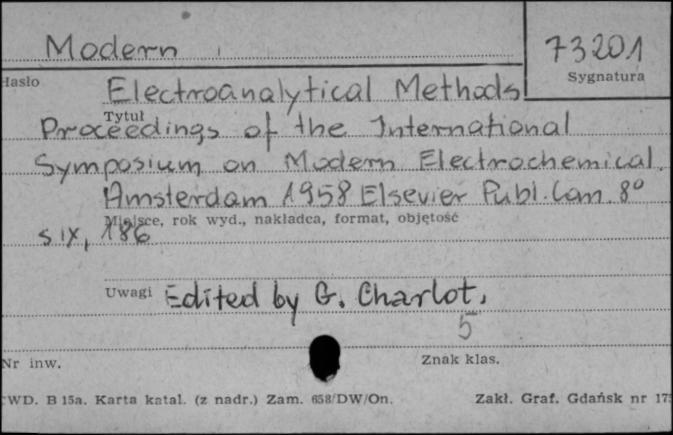 Modern 73201
Hasło Sygnatura
Electroanalytical Methods
Tytuł
Proceedings of the International
Symposium on Modern Electrochemical.
Amsterdam 1958 Elsevier Publ. Com. 8°
Miejsce, rok wyd., nakładca, format, objętość
s IX, 186
Uwagi Edited by G. Charlot.
5
Nr inw. Znak klas.
WD. B 15a. Karta katal. (z nadr.) Zam. 658/DW/On. Zakł. Graf. Gdańsk nr 175